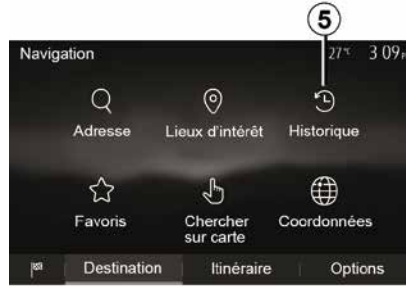 5
Navigation 27 °C 3 09
Adresse Lieux d'intérêt Historique
Favoris Chercher sur carte Coordonnées
Destination Itinéraire Options